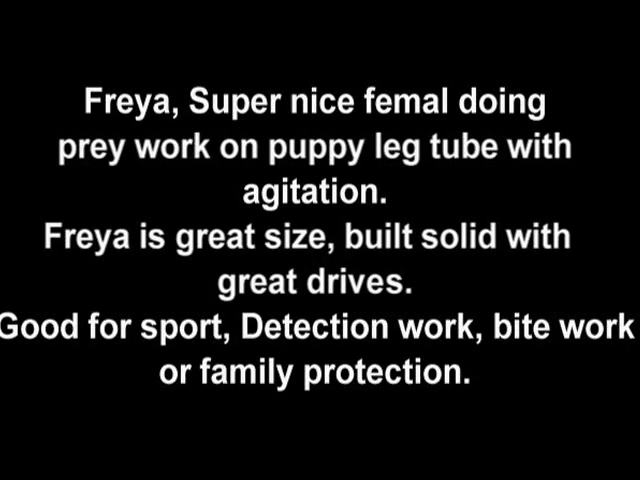 Freya, Super nice femal doing
prey work on puppy leg tube with
agitation.
Freya is great size, built solid with
great drives.
Good for sport, Detection work, bite work
or family protection.